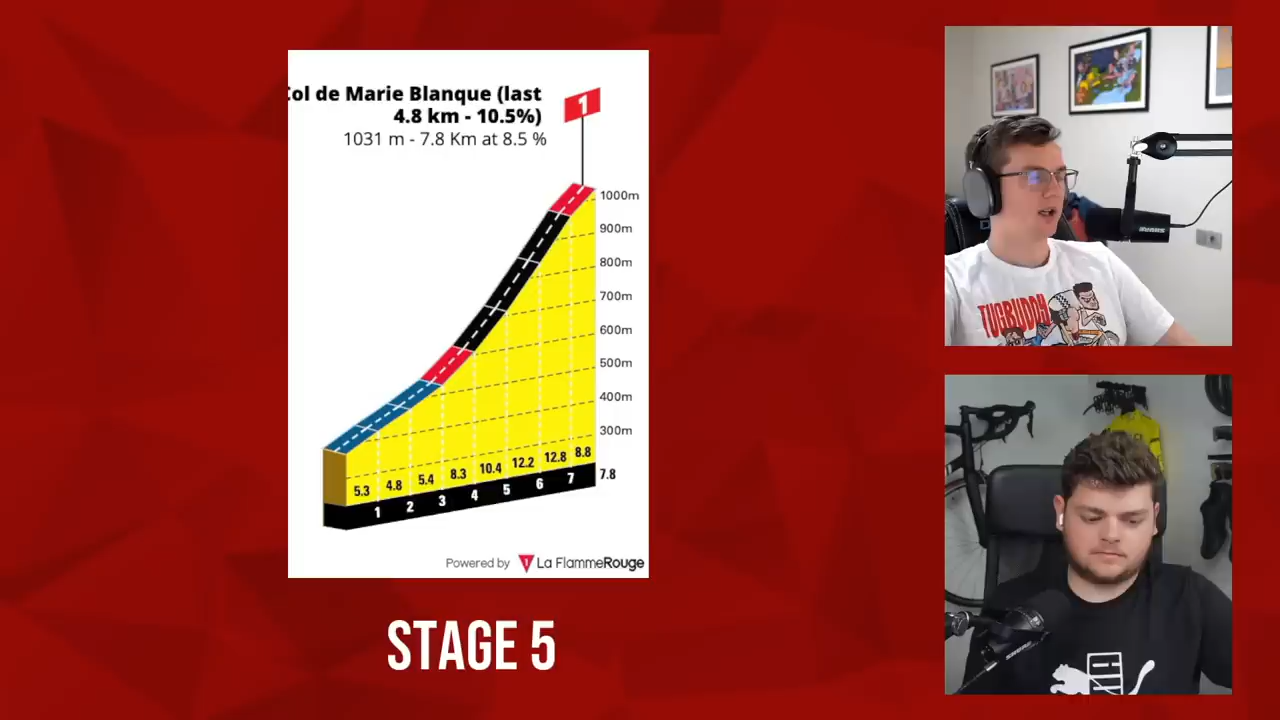 Col de Marie Blanque (last
4.8 km - 10.5%)
1031 m - 7.8 Km at 8.5 %
1
1000m
900m
800m
700m
600m
500m
400m
300m
5.3 4.8 5.4 8.3 10.4 12.2 12.8 8.8
1 2 3 4 5 6 7 7.8
Powered by La FlammeRouge
STAGE 5
TUGBUDDY
SHURE